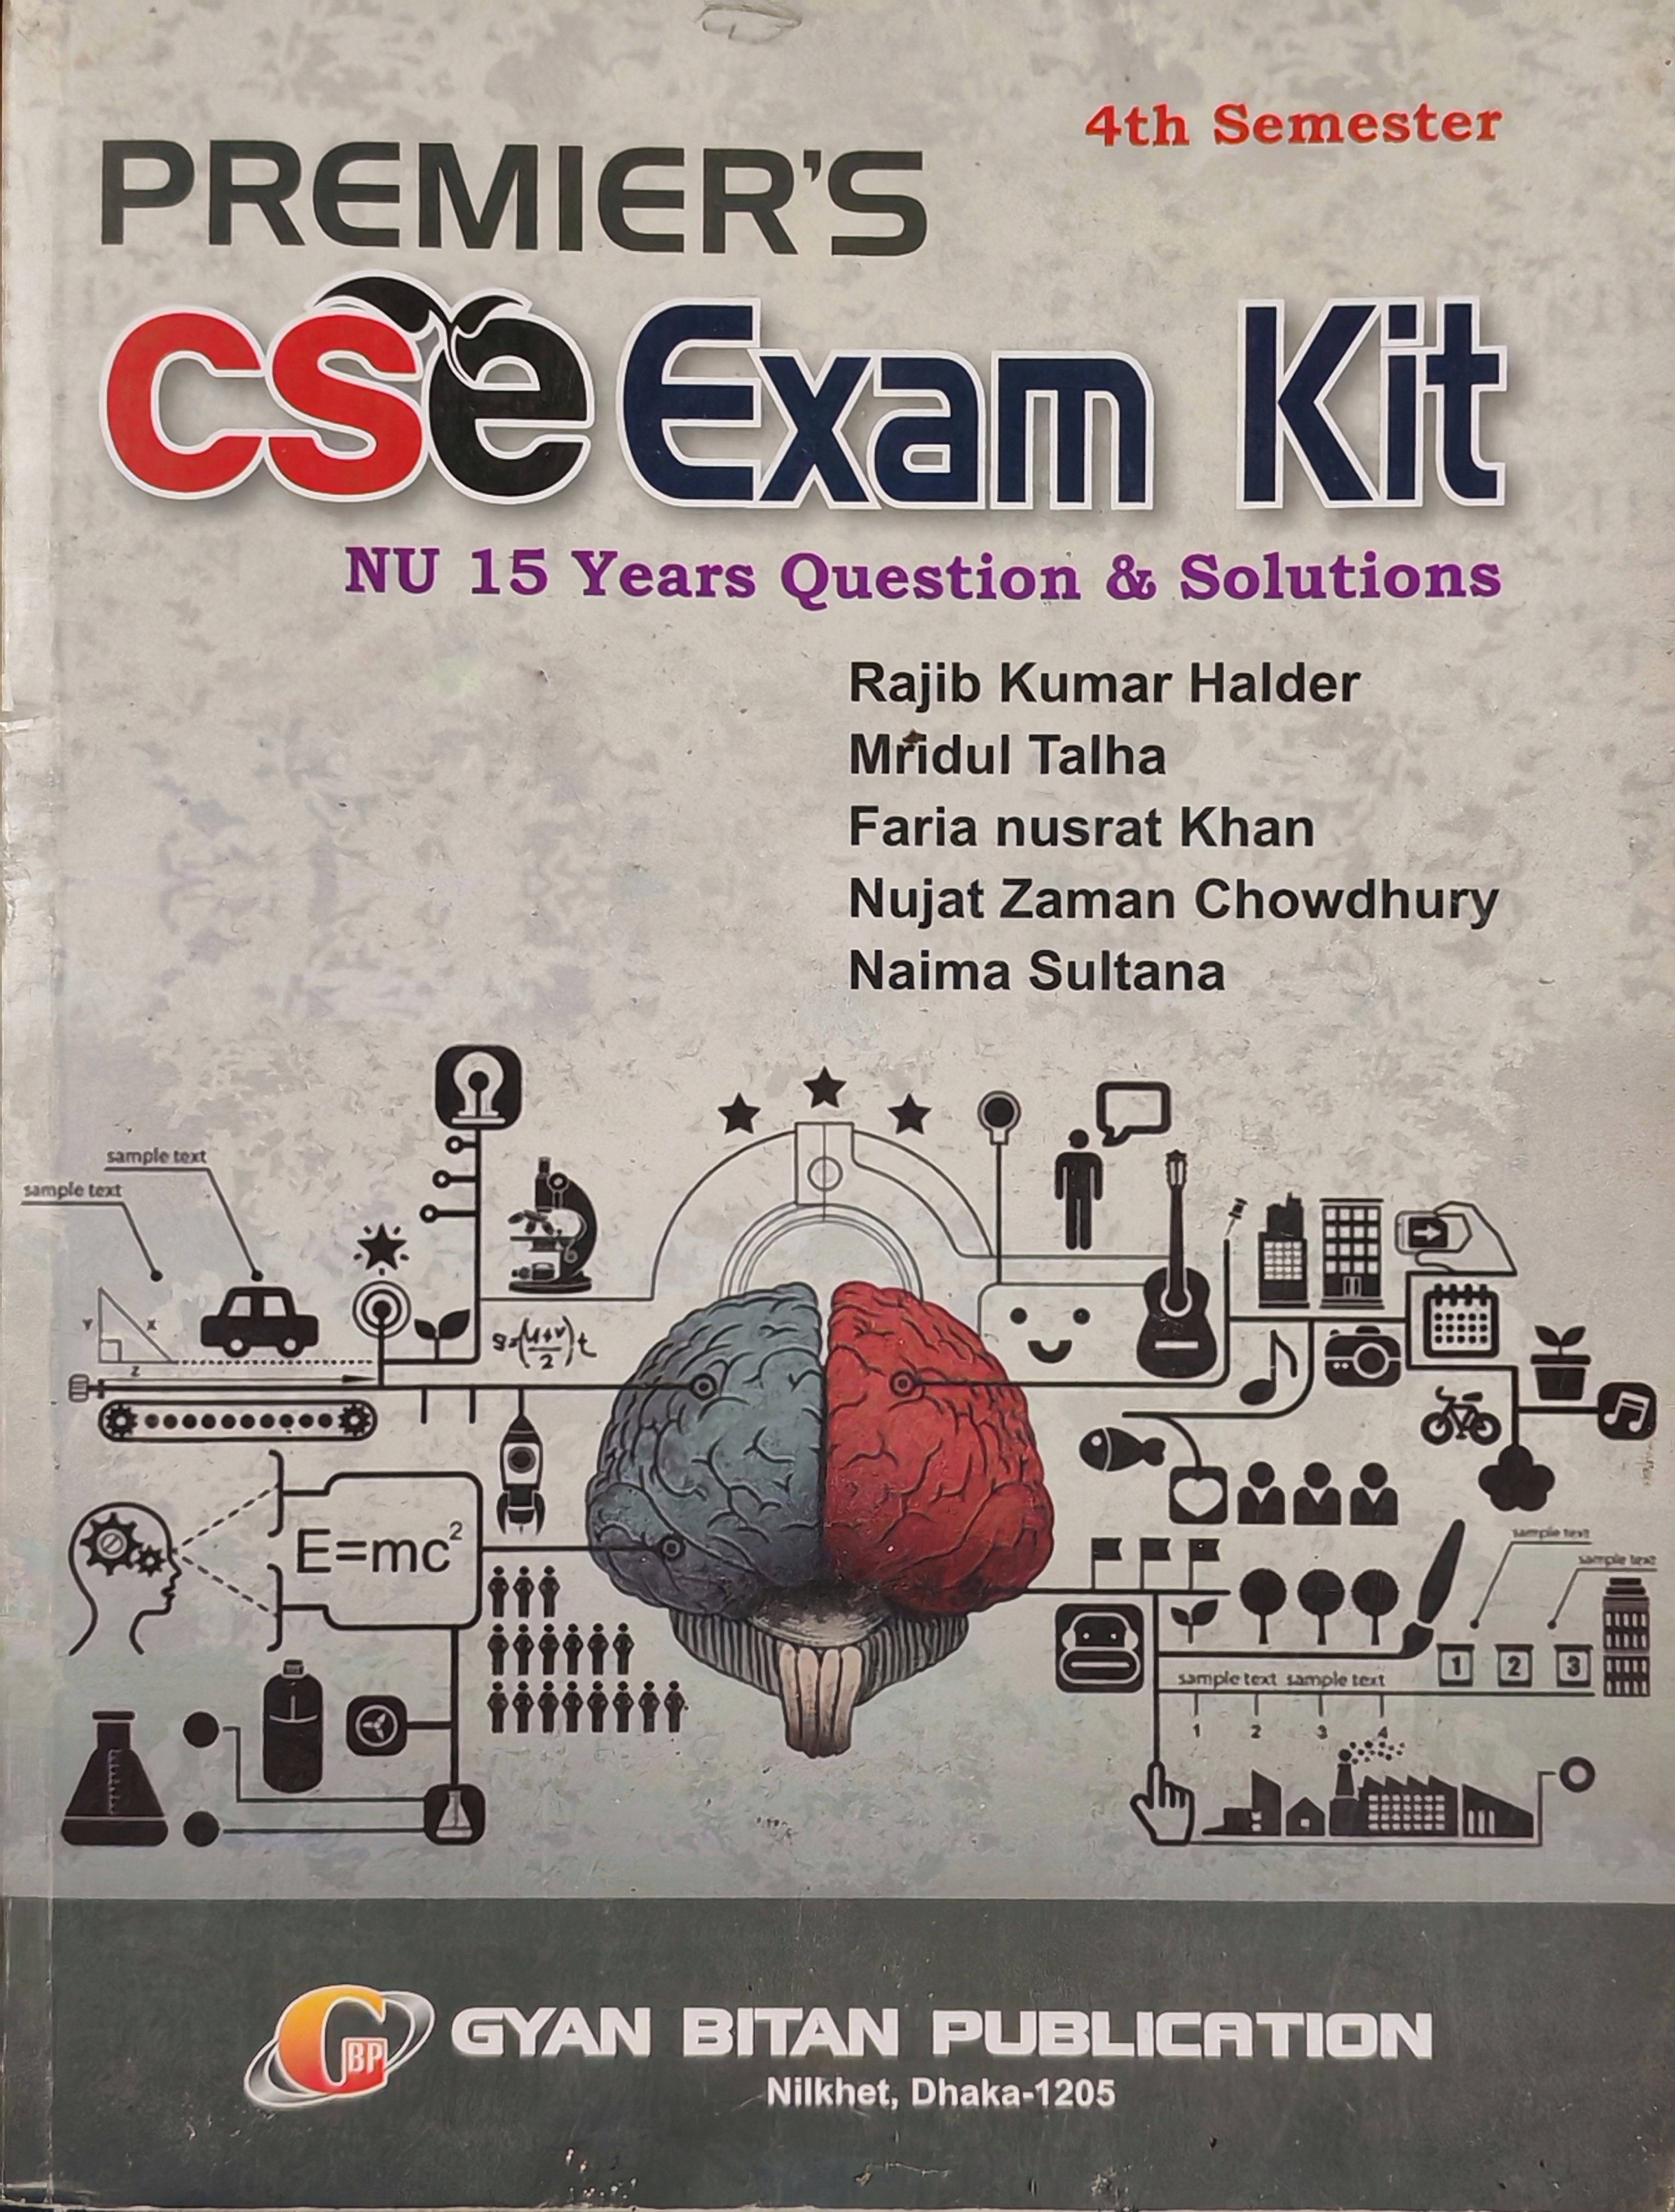 4th Semester
PREMIER'S
cse Exam Kit
NU 15 Years Question & Solutions
Rajib Kumar Halder
Mridul Talha
Faria nusrat Khan
Nujat Zaman Chowdhury
Naima Sultana
sample text
sample text
Y
X
Z
s=(u+v/2)t
E=mc²
sample text
sample text
1 2 3
sample text sample text
1 2 3 4
GBP
GYAN BITAN PUBLICATION
Nilkhet, Dhaka-1205